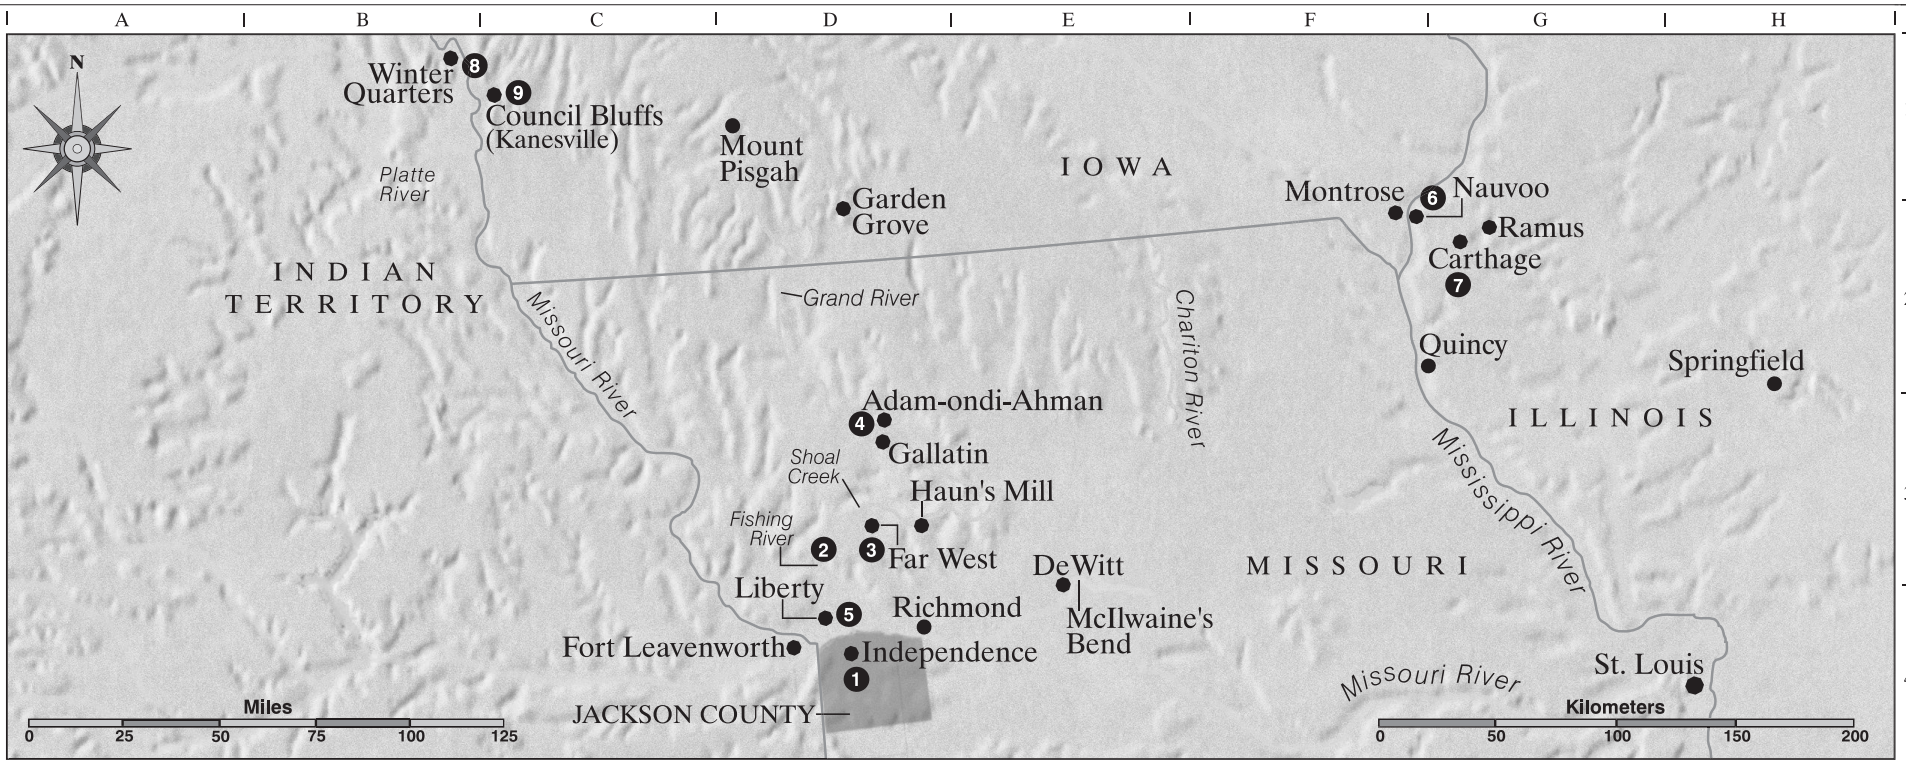 A B C D E F G H
N
Winter
Quarters
8
9
Council Bluffs
(Kanesville)
Mount
Pisgah
Garden
Grove
Platte
River
IOWA
Montrose
6
Nauvoo
Ramus
Carthage
7
INDIAN
TERRITORY
Missouri River
Grand River
Chariton River
Quincy
Springfield
ILLINOIS
Mississippi River
Adam-ondi-Ahman
4
Gallatin
Shoal
Creek
Haun's Mill
Fishing
River
2
3
Far West
DeWitt
McIlwaine's
Bend
MISSOURI
Liberty
5
Richmond
Fort Leavenworth
Independence
1
JACKSON COUNTY
Missouri River
St. Louis
Miles
0 25 50 75 100 125
Kilometers
0 50 100 150 200